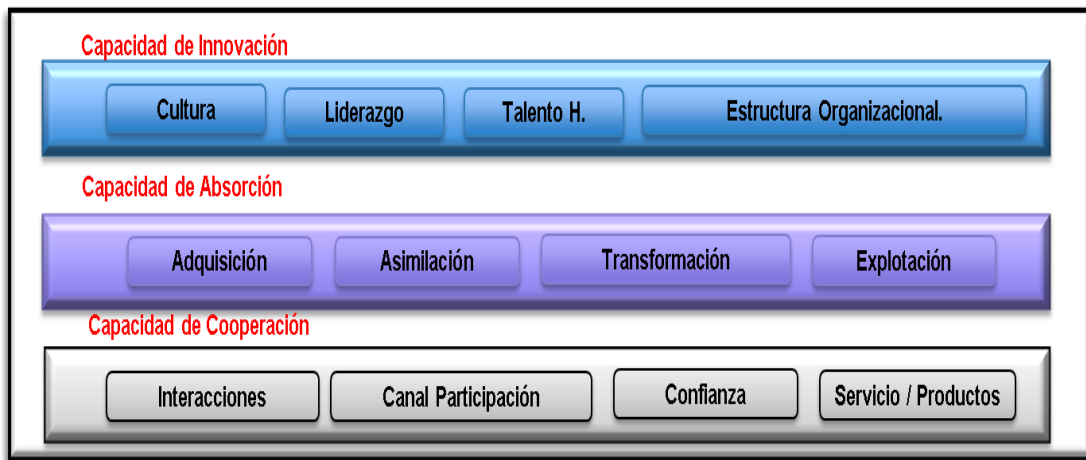 Capacidad de Innovación
Cultura Liderazgo Talento H. Estructura Organizacional.
Capacidad de Absorción
Adquisición Asimilación Transformación Explotación
Capacidad de Cooperación
Interacciones Canal Participación Confianza Servicio / Productos